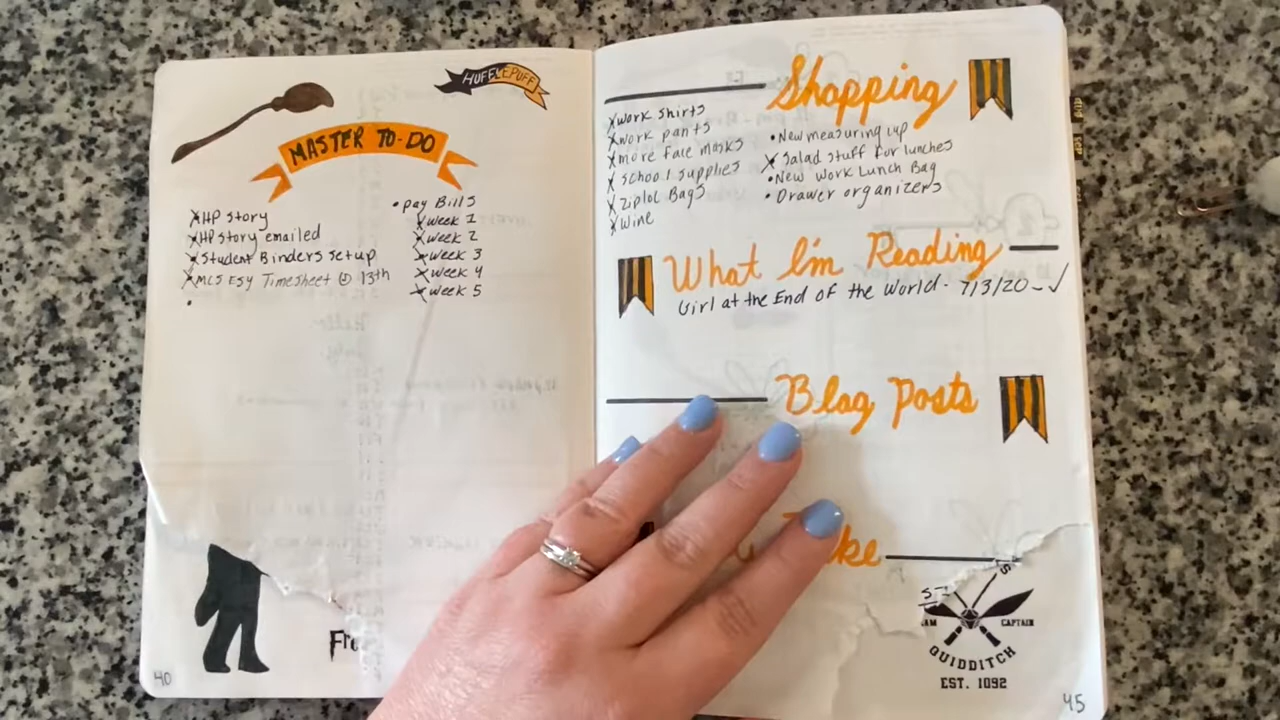 HUFFLEPUFF
MASTER TO-DO
HP Story
HP Story emailed
Student Binders setup
MCS ESY Timesheet @ 13th
• pay Bills
week 1
week 2
week 3
week 4
week 5
40
Shopping
work shirts
work pants
more face masks
school supplies
Ziploc Bags
Wine
• New measuring cup
Salad stuff for lunches
• New work Lunch Bag
• Drawer organizers
What I'm Reading
Girl at the End of the World - 7/3/20 - ✓
Blog Posts
CAPTAIN
QUIDDITCH
EST. 1092
45